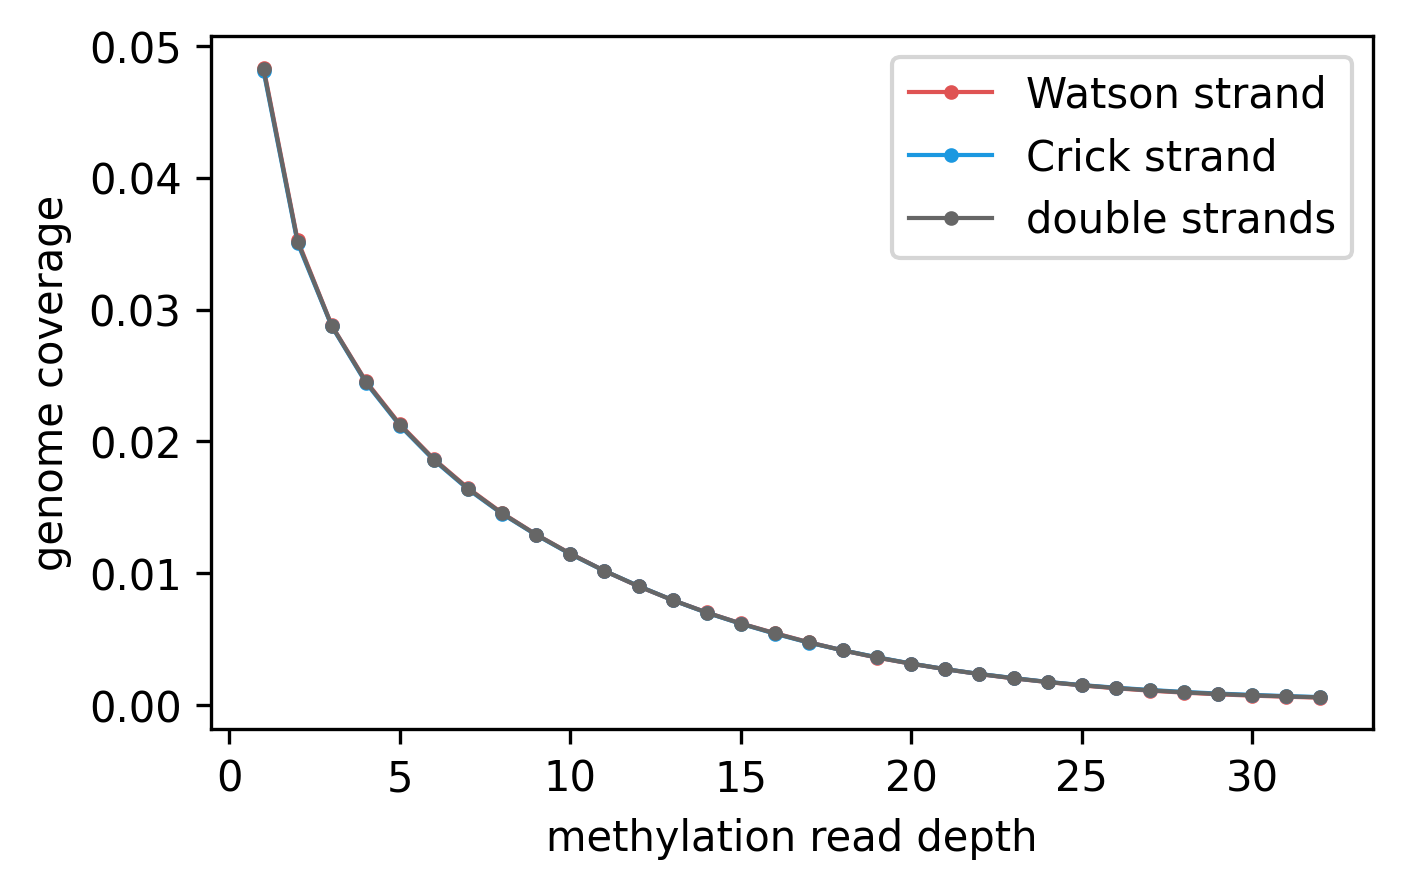 0.05
0.04
0.03
0.02
0.01
0.00
genome coverage
Watson strand
Crick strand
double strands
0 5 10 15 20 25 30
methylation read depth